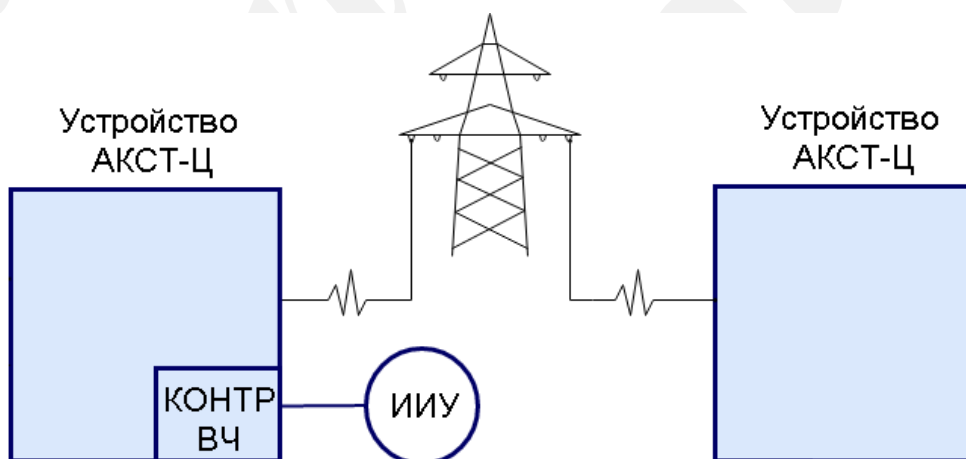 Устройство
АКСТ-Ц
Устройство
АКСТ-Ц
КОНТР
ВЧ
ИИУ